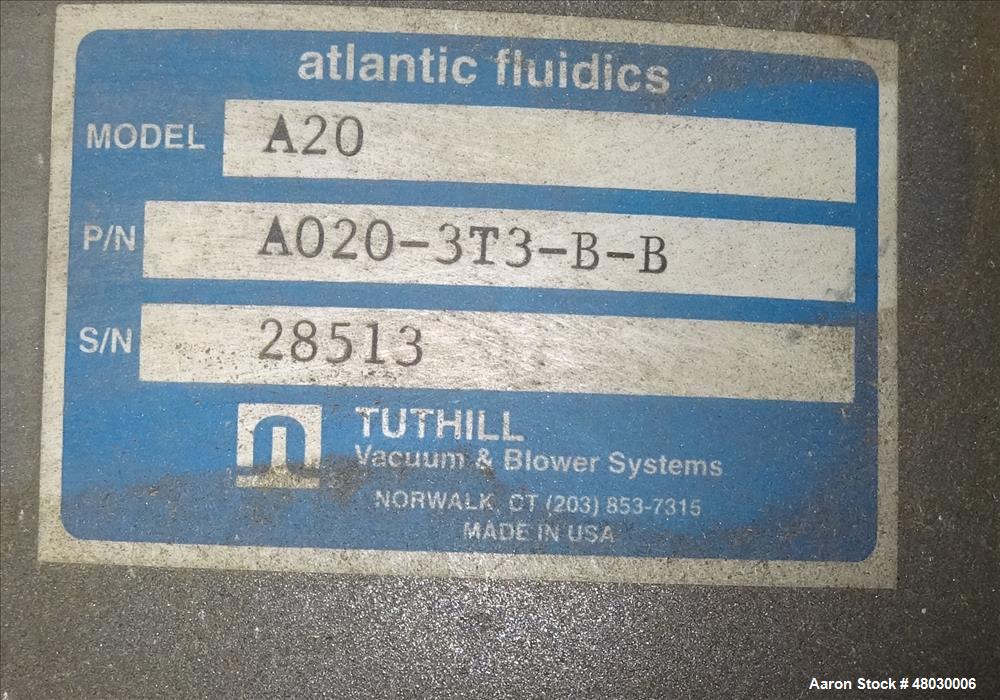 atlantic fluidics
MODEL A20
P/N A020-3T3-B-B
S/N 28513
TUTHILL
Vacuum & Blower Systems
NORWALK, CT (203) 853-7315
MADE IN USA
Aaron Stock # 48030006